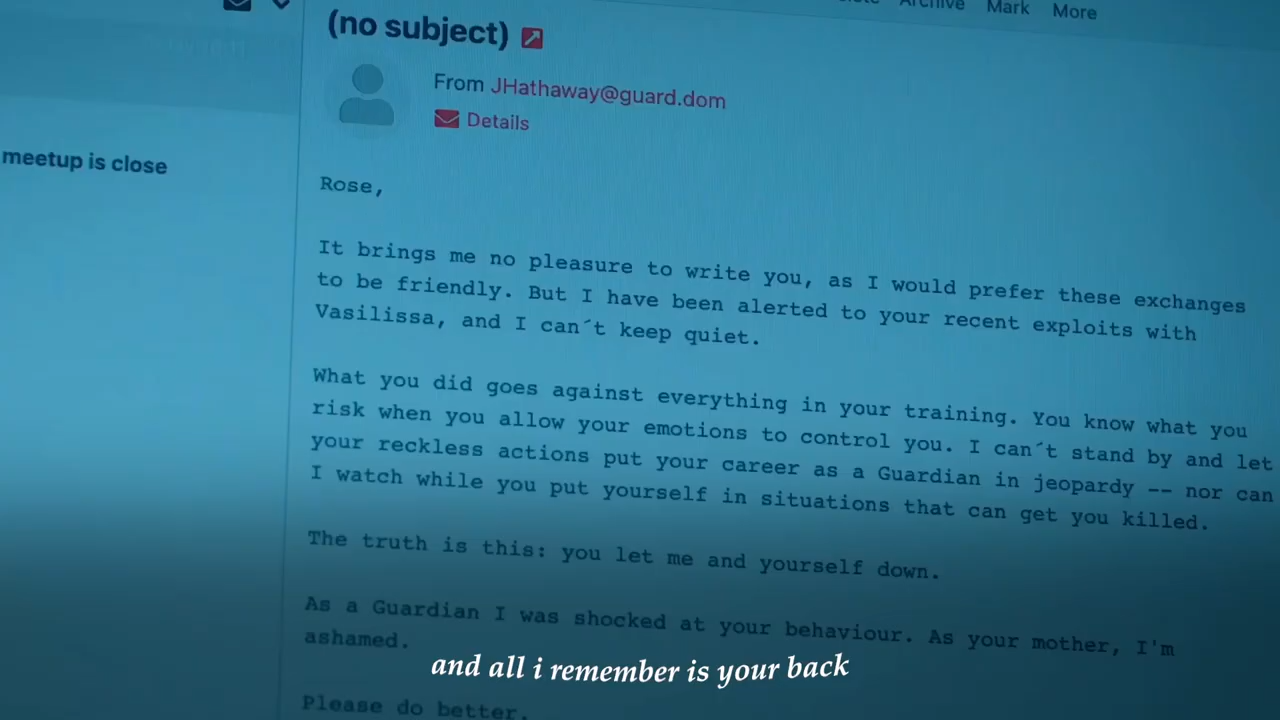 Archive Mark More
(no subject)
From JHathaway@guard.dom
Details
meetup is close
Rose,
It brings me no pleasure to write you, as I would prefer these exchanges
to be friendly. But I have been alerted to your recent exploits with
Vasilissa, and I can´t keep quiet.
What you did goes against everything in your training. You know what you
risk when you allow your emotions to control you. I can´t stand by and let
your reckless actions put your career as a Guardian in jeopardy -- nor can
I watch while you put yourself in situations that can get you killed.
The truth is this: you let me and yourself down.
As a Guardian I was shocked at your behaviour. As your mother, I'm
ashamed.
and all i remember is your back
Please do better.